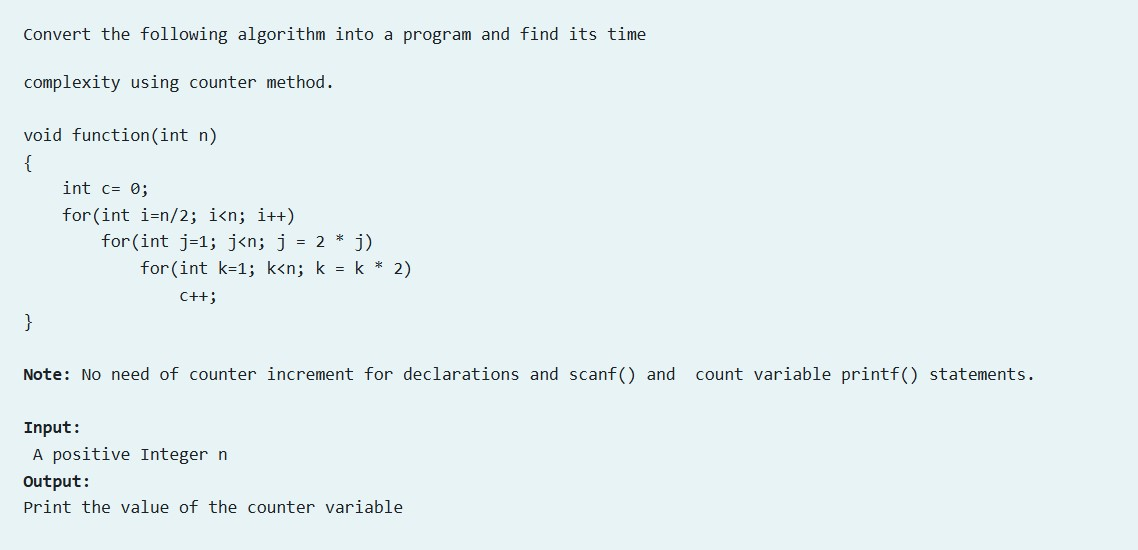 Convert the following algorithm into a program and find its time
complexity using counter method.
void function(int n)
{
    int c= 0;
    for(int i=n/2; i<n; i++)
        for(int j=1; j<n; j = 2 * j)
            for(int k=1; k<n; k = k * 2)
                c++;
}
Note: No need of counter increment for declarations and scanf() and  count variable printf() statements.
Input:
 A positive Integer n
Output:
Print the value of the counter variable